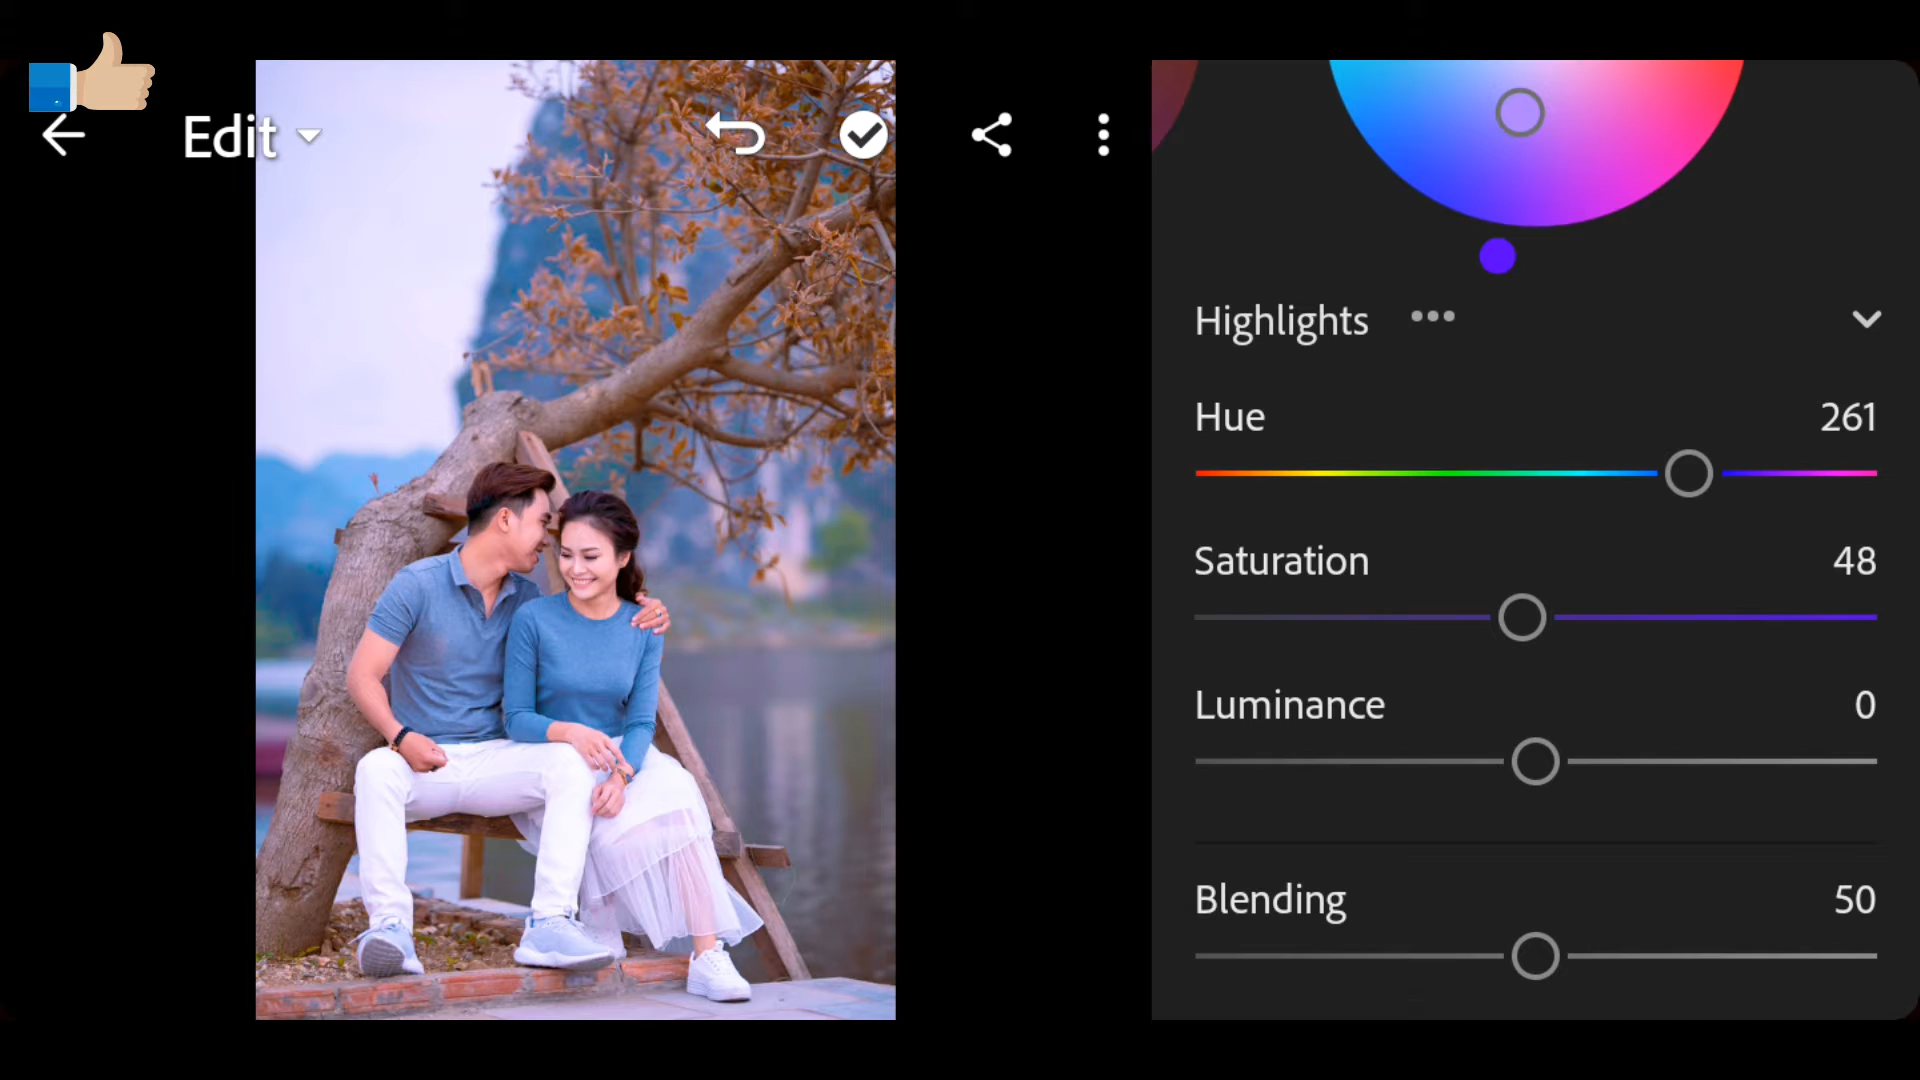 Edit
Highlights
Hue 261
Saturation 48
Luminance 0
Blending 50